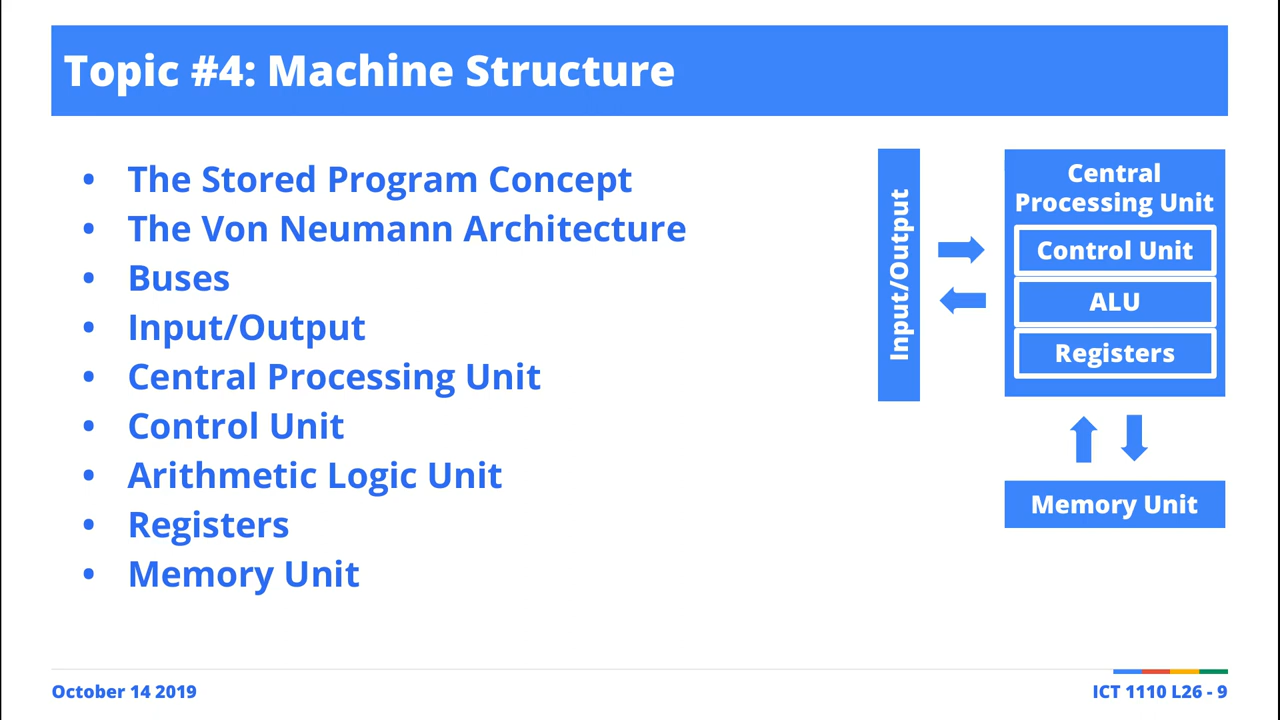 Topic #4: Machine Structure
• The Stored Program Concept
• The Von Neumann Architecture
• Buses
• Input/Output
• Central Processing Unit
• Control Unit
• Arithmetic Logic Unit
• Registers
• Memory Unit
Input/Output
Central
Processing Unit
Control Unit
ALU
Registers
Memory Unit
October 14 2019
ICT 1110 L26 - 9